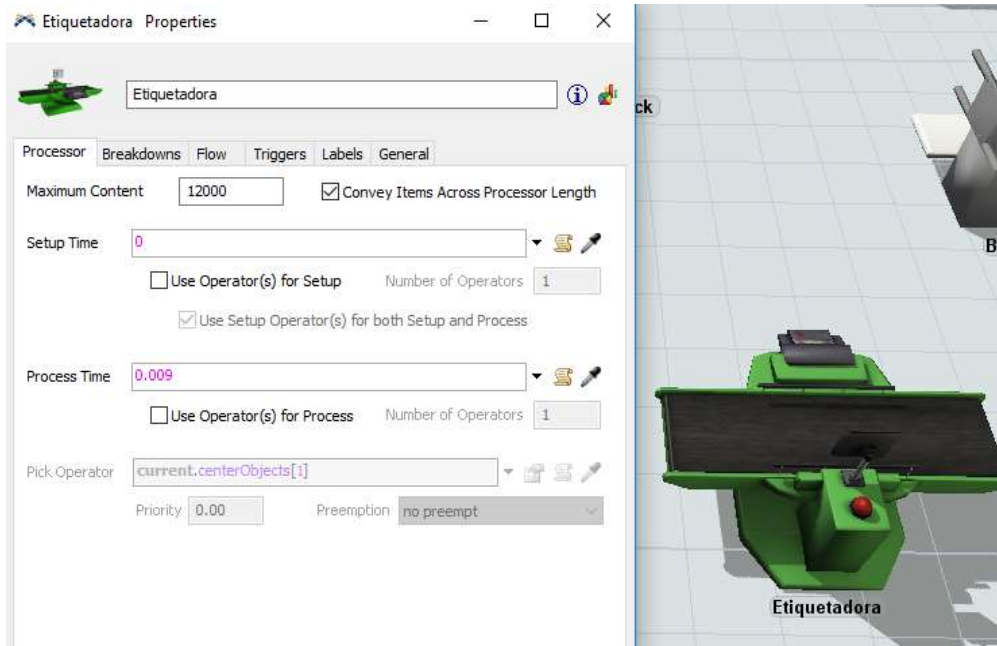 Etiquetadora Properties
Etiquetadora
ck
Processor Breakdowns Flow Triggers Labels General
Maximum Content 12000 Convey Items Across Processor Length
Setup Time 0
B
Use Operator(s) for Setup Number of Operators 1
Use Setup Operator(s) for both Setup and Process
Process Time 0.009
Use Operator(s) for Process Number of Operators 1
Pick Operator current.centerObjects[1]
Priority 0.00 Preemption no preempt
Etiquetadora